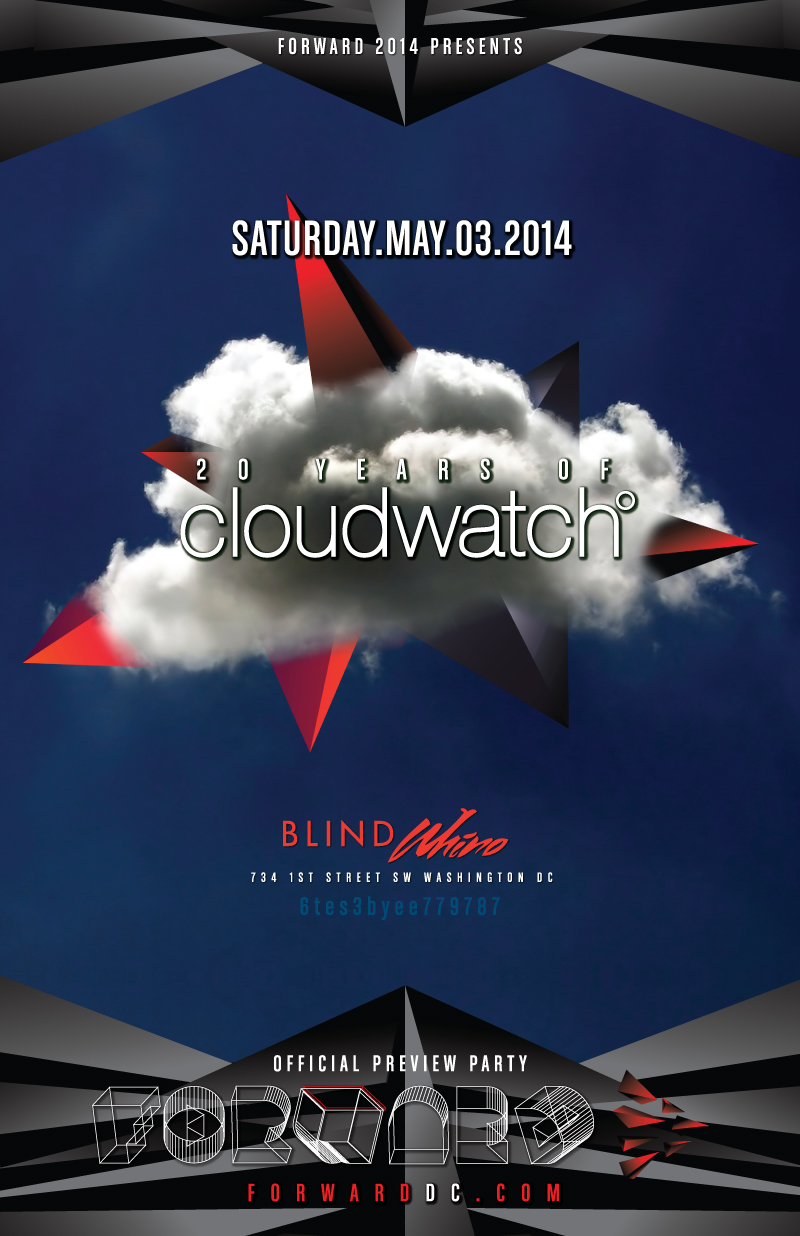 FORWARD 2014 PRESENTS
SATURDAY.MAY.03.2014
20 YEARS OF
cloudwatch°
BLIND Whino
734 1ST STREET SW WASHINGTON DC
6tes3byee779787
OFFICIAL PREVIEW PARTY
FORWARD
FORWARDDC.COM